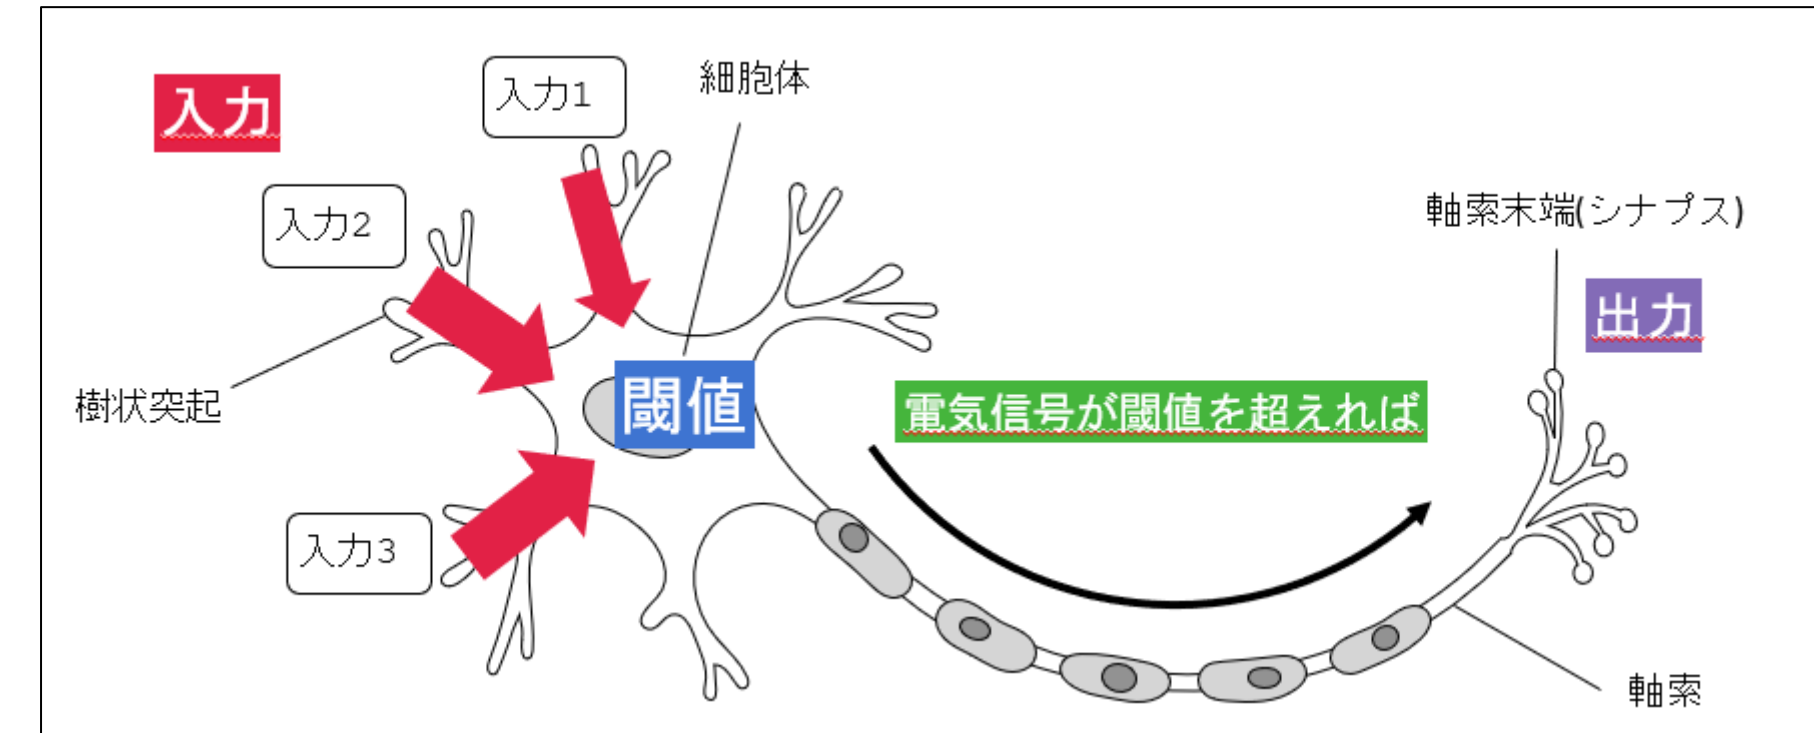 入力
入力1
細胞体
入力2
軸索末端(シナプス)
出力
閾値
電気信号が閾値を超えれば
樹状突起
入力3
軸索